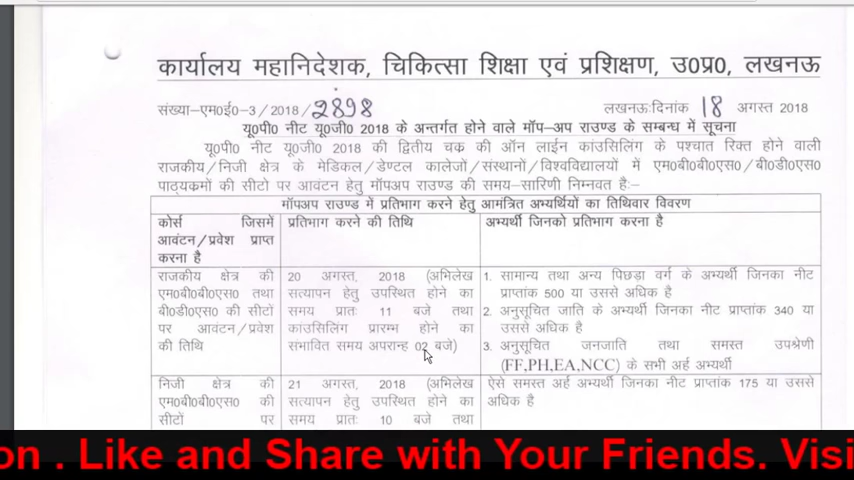 कार्यालय महानिदेशक, चिकित्सा शिक्षा एवं प्रशिक्षण, उ0प्र0, लखनऊ
संख्या-एम0ई0-3/2018/2898 लखनऊःदिनांक 18 अगस्त 2018
यू0पी0 नीट यू0जी0 2018 के अन्तर्गत होने वाले मॉप-अप राउण्ड के सम्बन्ध में सूचना
यू0पी0 नीट यू0जी0 2018 की द्वितीय चक्र की ऑन लाईन कांउसिलिंग के पश्चात रिक्त होने वाली
राजकीय/निजी क्षेत्र के मेडिकल/डेण्टल कालेजों/संस्थानों/विश्वविद्यालयों में एम0बी0बी0एस0/बी0डी0एस0
पाठ्यकमों की सीटो पर आवंटन हेतु मॉपअप राउण्ड की समय-सारिणी निम्नवत हैः-
मॉपअप राउण्ड में प्रतिभाग करने हेतु आमंत्रित अभ्यर्थियों का तिथिवार विवरण
कोर्स जिसमें प्रतिभाग करने की तिथि अभ्यर्थी जिनको प्रतिभाग करना है
आवंटन/प्रवेश प्राप्त
करना है
राजकीय क्षेत्र की 20 अगस्त, 2018 (अभिलेख 1. सामान्य तथा अन्य पिछड़ा वर्ग के अभ्यर्थी जिनका नीट
एम0बी0बी0एस0 तथा सत्यापन हेतु उपस्थित होने का प्राप्तांक 500 या उससे अधिक है
बी0डी0एस0 की सीटों समय प्रातः 11 बजे तथा 2. अनुसूचित जाति के अभ्यर्थी जिनका नीट प्राप्तांक 340 या
पर आवंटन/प्रवेश कांउसिलिंग प्रारम्भ होने का उससे अधिक है
की तिथि संभावित समय अपरान्ह 02 बजे) 3. अनुसूचित जनजाति तथा समस्त उपश्रेणी
(FF,PH,EA,NCC) के सभी अर्ह अभ्यर्थी
निजी क्षेत्र की 21 अगस्त, 2018 (अभिलेख ऐसे समस्त अर्ह अभ्यर्थी जिनका नीट प्राप्तांक 175 या उससे
एम0बी0बी0एस0 की सत्यापन हेतु उपस्थित होने का अधिक है
सीटों पर समय प्रातः 10 बजे तथा
on . Like and Share with Your Friends. Visi